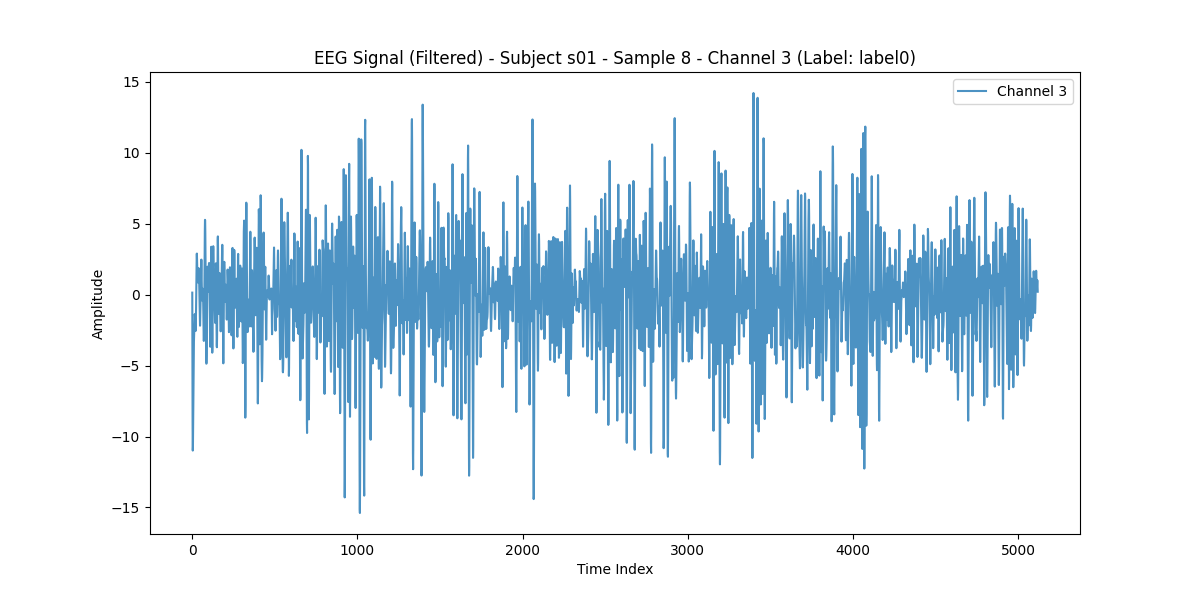 EEG Signal (Filtered) - Subject s01 - Sample 8 - Channel 3 (Label: label0)
Channel 3
15
10
5
0
−5
−10
−15
Amplitude
0 1000 2000 3000 4000 5000
Time Index